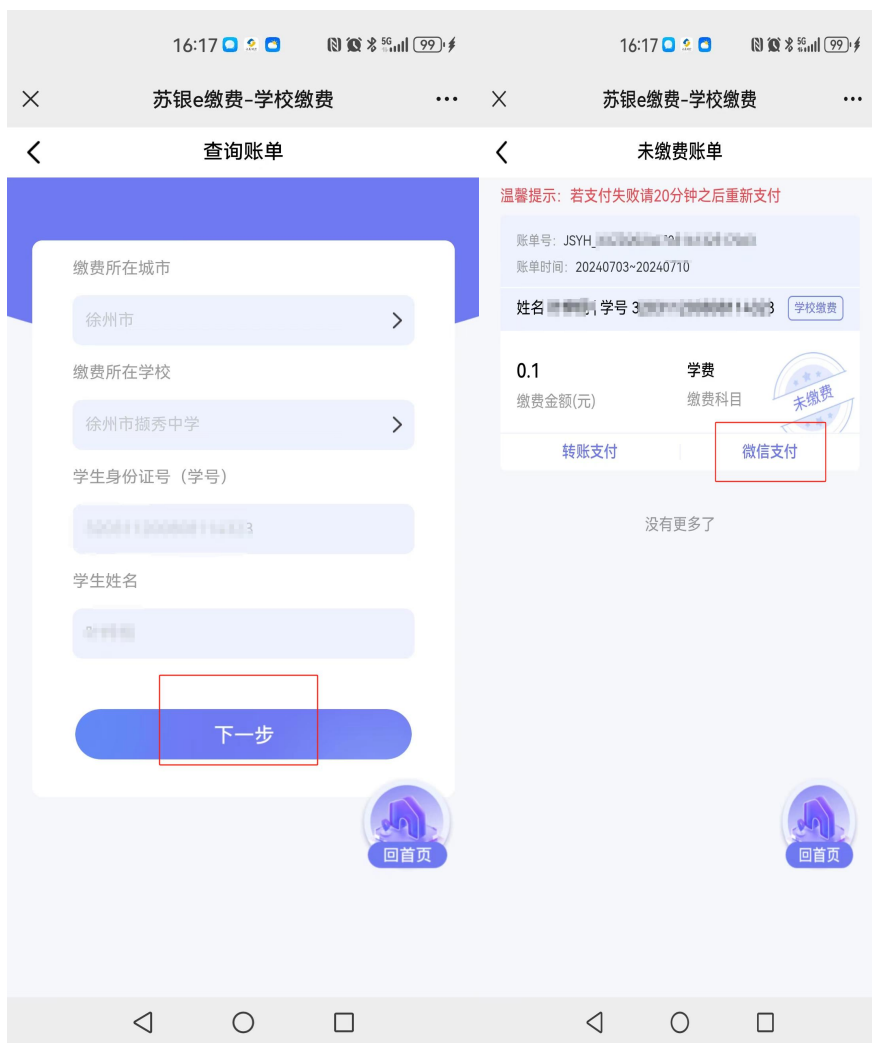 16:17
5G
99
苏银e缴费-学校缴费
查询账单
缴费所在城市
徐州市
缴费所在学校
徐州市撷秀中学
学生身份证号（学号）
3
学生姓名
下一步
回首页
16:17
5G
99
苏银e缴费-学校缴费
未缴费账单
温馨提示：若支付失败请20分钟之后重新支付
账单号：JSYH_
账单时间：20240703~20240710
姓名 学号 3 3 学校缴费
0.1 学费
缴费金额(元) 缴费科目
未缴费
转账支付 微信支付
没有更多了
回首页